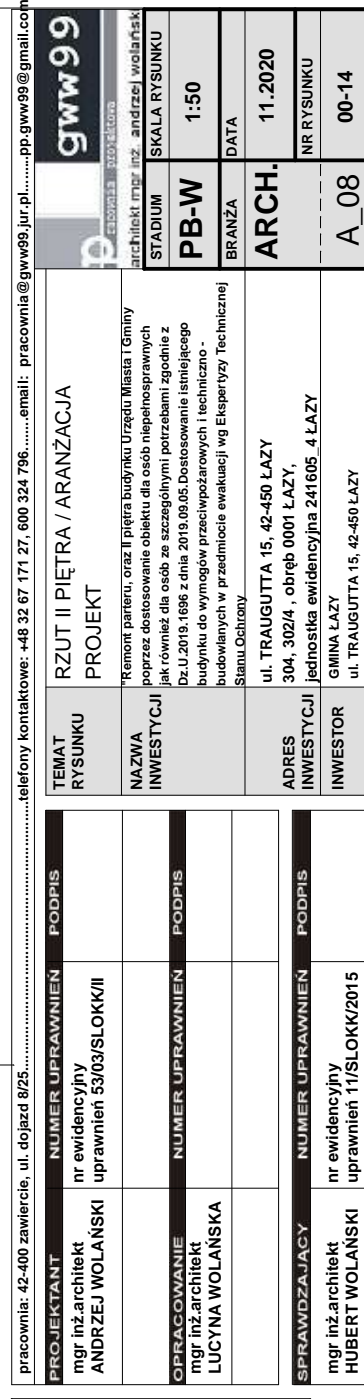 pracownia: 42-400 zawiercie, ul. dojazd 8/25.......................................................telefony kontaktowe: +48 32 67 171 27, 600 324 796.........email: pracownia@gww99.jur.pl.........pp.gww99@gmail.com
PROJEKTANT NUMER UPRAWNIEŃ PODPIS
mgr inż.architekt
ANDRZEJ WOLAŃSKI
nr ewidencyjny
uprawnień 53/03/SLOKK/II
OPRACOWANIE NUMER UPRAWNIEŃ PODPIS
mgr inż.architekt
LUCYNA WOLAŃSKA
SPRAWDZAJĄCY NUMER UPRAWNIEŃ PODPIS
mgr inż.architekt
HUBERT WOLAŃSKI
nr ewidencyjny
uprawnień 11/SLOKK/2015
TEMAT
RYSUNKU
RZUT II PIĘTRA / ARANŻACJA
PROJEKT
NAZWA
INWESTYCJI
"Remont parteru, oraz II piętra budynku Urzędu Miasta i Gminy
poprzez dostosowanie obiektu dla osób niepełnosprawnych
jak również dla osób ze szczególnymi potrzebami zgodnie z
Dz.U.2019.1696 z dnia 2019.09.05.Dostosowanie istniejącego
budynku do wymogów przeciwpożarowych i techniczno -
budowlanych w przedmiocie ewakuacji wg Ekspertyzy Technicznej
Stanu Ochrony
ADRES
INWESTYCJI
ul. TRAUGUTTA 15, 42-450 ŁAZY
304, 302/4 , obręb 0001 ŁAZY,
jednostka ewidencyjna 241605_4 ŁAZY
INWESTOR
GMINA ŁAZY
ul. TRAUGUTTA 15, 42-450 ŁAZY
gww99
pracownia projektowa
architekt mgr inż. andrzej wolański
STADIUM SKALA RYSUNKU
PB-W 1:50
BRANŻA DATA
ARCH. 11.2020
NR RYSUNKU
A_08 00-14